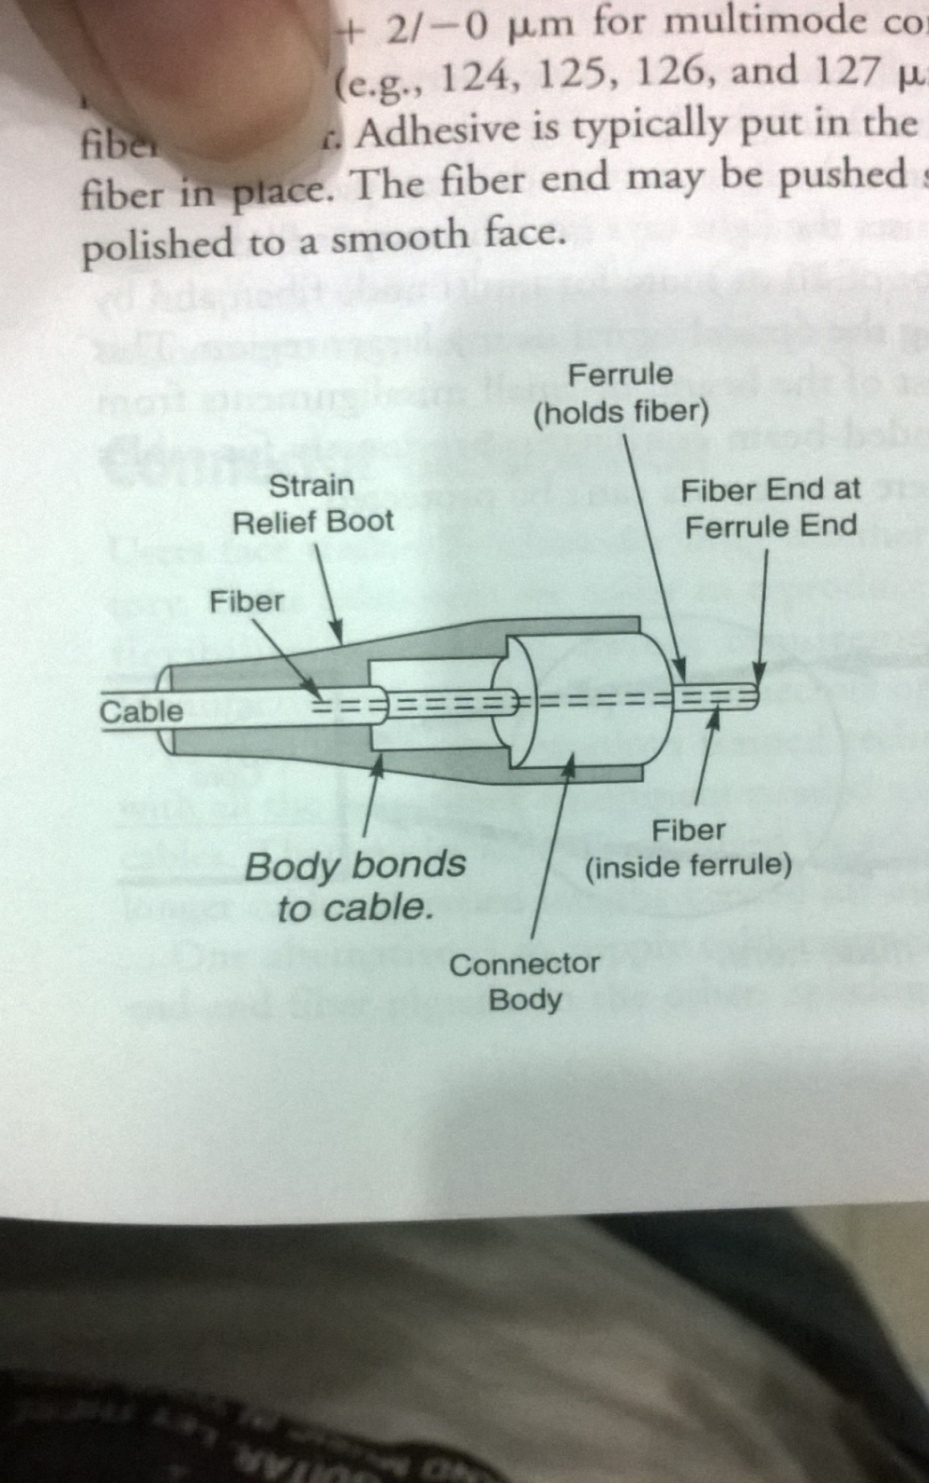 + 2/−0 μm for multimode
(e.g., 124, 125, 126, and 127
Adhesive is typically put in the
fiber in place. The fiber end may be pushed
polished to a smooth face.
Ferrule
(holds fiber)
Strain
Relief Boot
Fiber End at
Ferrule End
Fiber
Cable
Body bonds
to cable.
Fiber
(inside ferrule)
Connector
Body